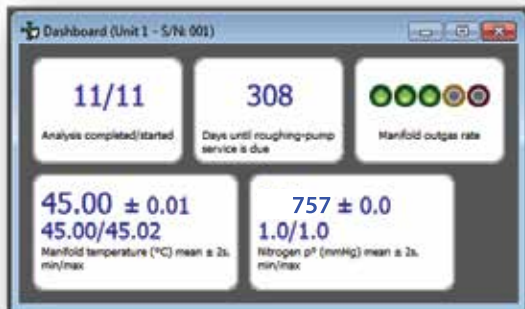 Dashboard (Unit 1 - S/N: 001)
11/11
Analysis completed/started
308
Days until roughing-pump
service is due
Manifold outgas rate
45.00 ± 0.01
45.00/45.02
Manifold temperature (°C) mean ± 2s,
min/max
757 ± 0.0
1.0/1.0
Nitrogen pº (mmHg) mean ± 2s,
min/max